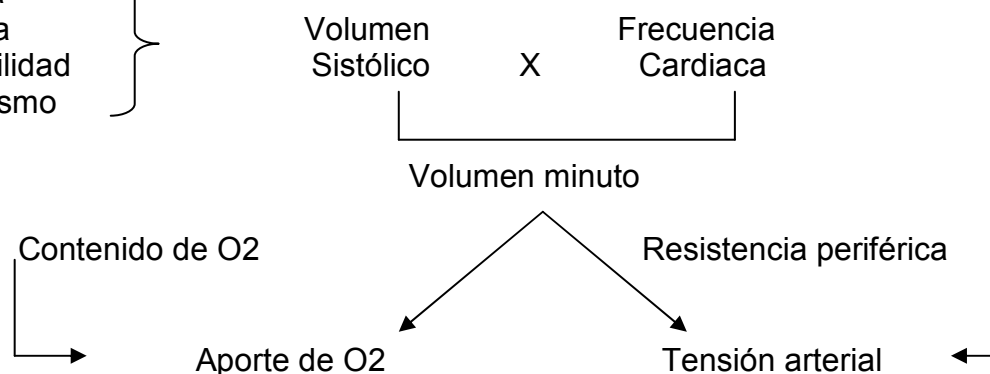 Volumen Frecuencia
Sistólico X Cardiaca
Volumen minuto
Contenido de O2 Resistencia periférica
Aporte de O2 Tensión arterial